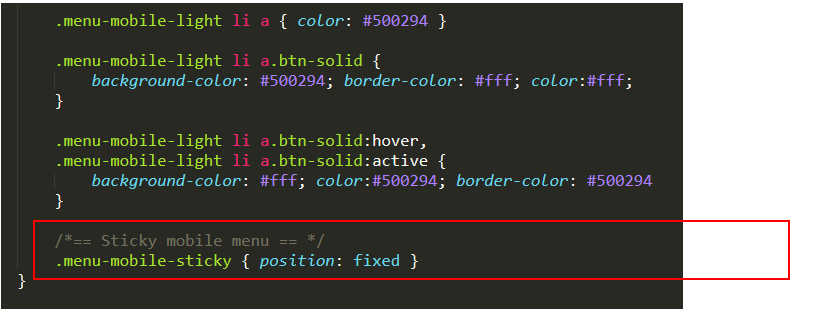 .menu-mobile-light li a { color: #500294 }
.menu-mobile-light li a.btn-solid {
background-color: #500294; border-color: #fff; color:#fff;
}
.menu-mobile-light li a.btn-solid:hover,
.menu-mobile-light li a.btn-solid:active {
background-color: #fff; color:#500294; border-color: #500294
}
/*== Sticky mobile menu == */
.menu-mobile-sticky { position: fixed }
}